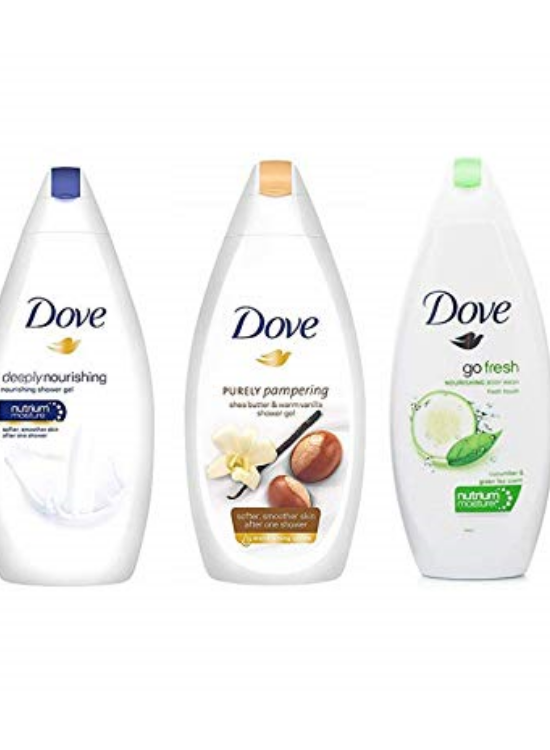 Dove
deeplynourishing
nourishing shower gel
nutrium
moisture
softer, smoother skin
after one shower
Dove
PURELY pampering
shea butter & warm vanilla
shower gel
softer, smoother skin
after one shower
Dove
go fresh
NOURISHING BODY WASH
fresh touch
cucumber &
green tea scent
nutrium
moisture